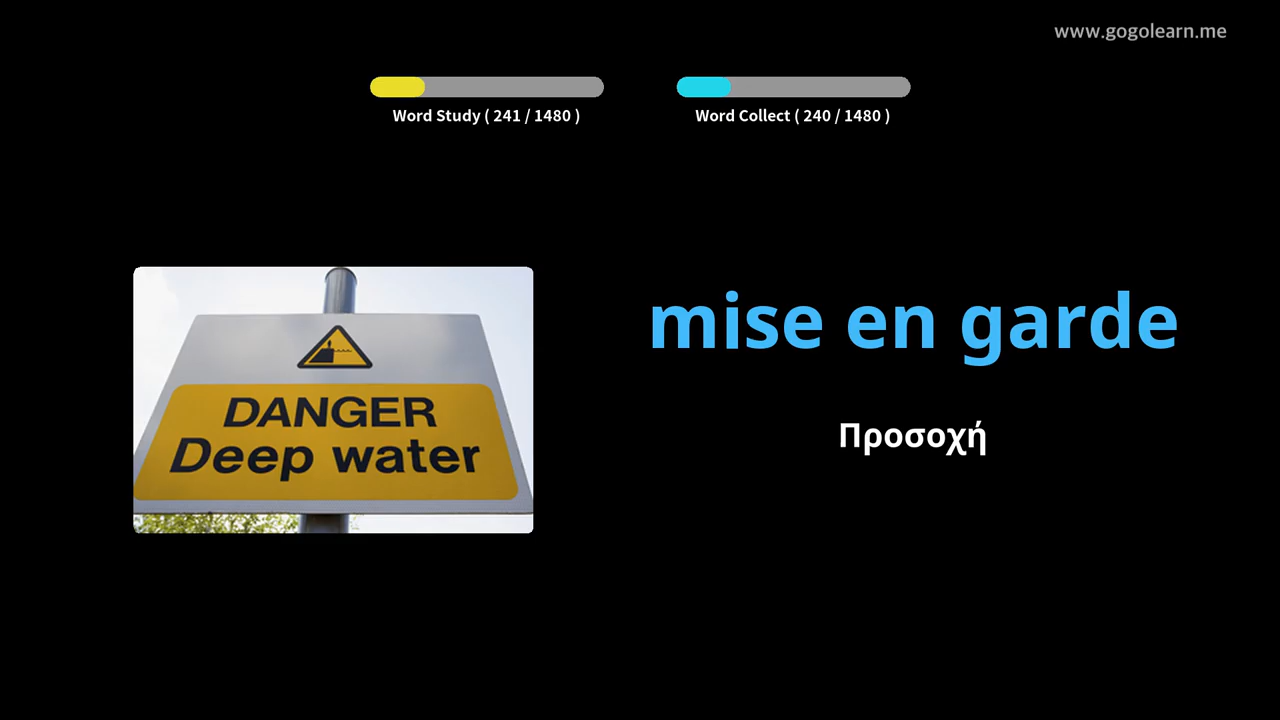 www.gogolearn.me
Word Study ( 241 / 1480 )
Word Collect ( 240 / 1480 )
DANGER
Deep water
mise en garde
Προσοχή